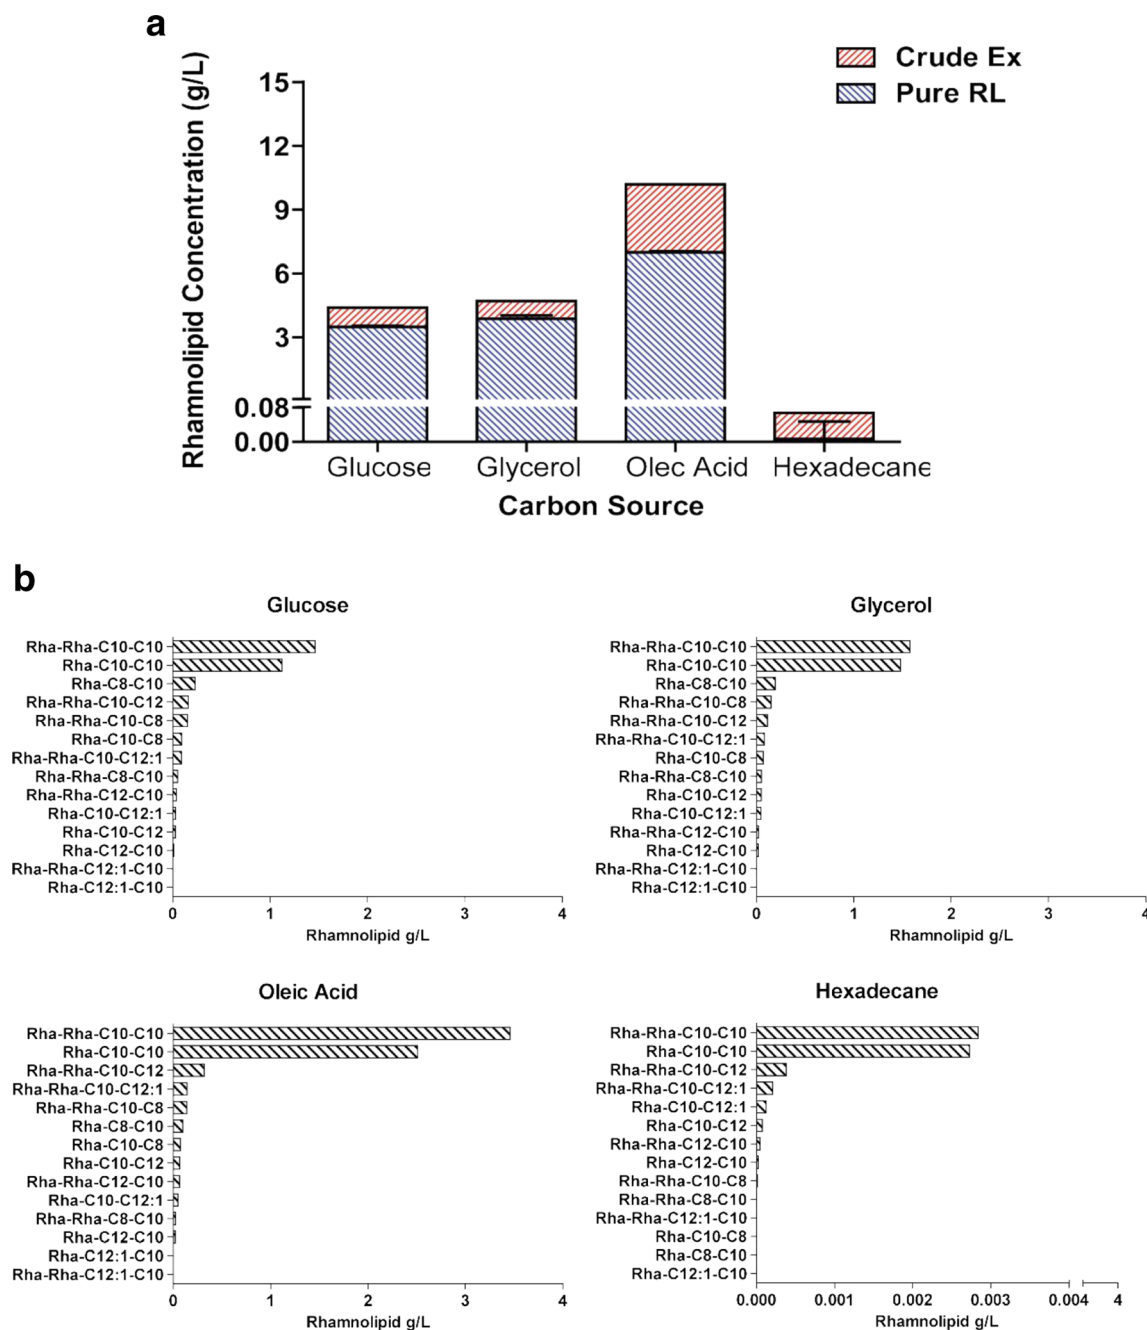 a
Crude Ex
Pure RL
Rhamnolipid Concentration (g/L)
15
12
9
6
3
0.08
0.00
Glucose Glycerol Olec Acid Hexadecane
Carbon Source
b
Glucose
Rha-Rha-C10-C10
Rha-C10-C10
Rha-C8-C10
Rha-Rha-C10-C12
Rha-Rha-C10-C8
Rha-C10-C8
Rha-Rha-C10-C12:1
Rha-Rha-C8-C10
Rha-Rha-C12-C10
Rha-C10-C12:1
Rha-C10-C12
Rha-C12-C10
Rha-Rha-C12:1-C10
Rha-C12:1-C10
0 1 2 3 4
Rhamnolipid g/L
Glycerol
Rha-Rha-C10-C10
Rha-C10-C10
Rha-C8-C10
Rha-Rha-C10-C8
Rha-Rha-C10-C12
Rha-Rha-C10-C12:1
Rha-C10-C8
Rha-Rha-C8-C10
Rha-C10-C12
Rha-C10-C12:1
Rha-Rha-C12-C10
Rha-C12-C10
Rha-Rha-C12:1-C10
Rha-C12:1-C10
0 1 2 3 4
Rhamnolipid g/L
Oleic Acid
Rha-Rha-C10-C10
Rha-C10-C10
Rha-Rha-C10-C12
Rha-Rha-C10-C12:1
Rha-Rha-C10-C8
Rha-C8-C10
Rha-C10-C8
Rha-C10-C12
Rha-Rha-C12-C10
Rha-C10-C12:1
Rha-Rha-C8-C10
Rha-C12-C10
Rha-C12:1-C10
Rha-Rha-C12:1-C10
0 1 2 3 4
Rhamnolipid g/L
Hexadecane
Rha-Rha-C10-C10
Rha-C10-C10
Rha-Rha-C10-C12
Rha-Rha-C10-C12:1
Rha-C10-C12:1
Rha-C10-C12
Rha-Rha-C12-C10
Rha-C12-C10
Rha-Rha-C10-C8
Rha-Rha-C8-C10
Rha-Rha-C12:1-C10
Rha-C10-C8
Rha-C8-C10
Rha-C12:1-C10
0.000 0.001 0.002 0.003 0.004 4
Rhamnolipid g/L